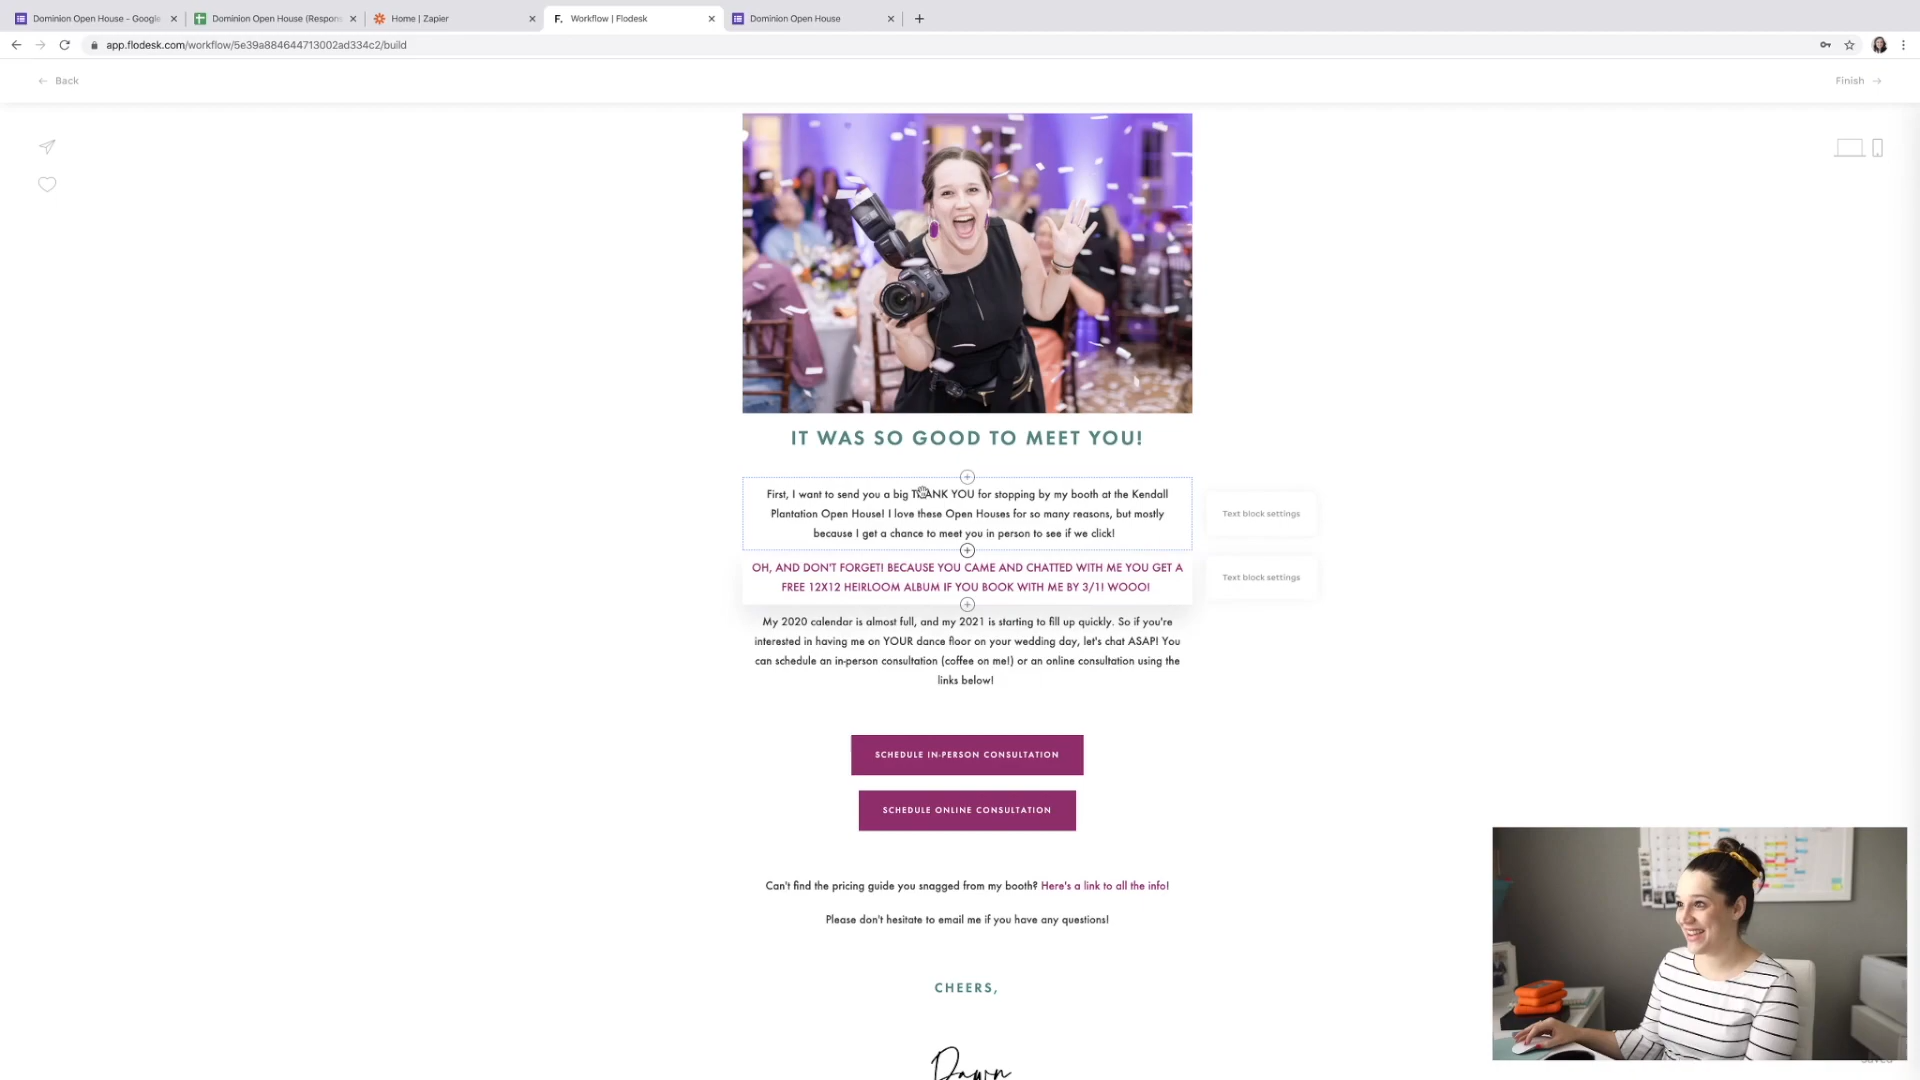 Dominion Open House - Google
Dominion Open House (Respons
Home | Zapier
F. Workflow | Flodesk
Dominion Open House
app.flodesk.com/workflow/5e39a884644713002ad334c2/build
Back
Finish
IT WAS SO GOOD TO MEET YOU!
First, I want to send you a big THANK YOU for stopping by my booth at the Kendall
Plantation Open House! I love these Open Houses for so many reasons, but mostly
because I get a chance to meet you in person to see if we click!
Text block settings
OH, AND DON'T FORGET! BECAUSE YOU CAME AND CHATTED WITH ME YOU GET A
FREE 12X12 HEIRLOOM ALBUM IF YOU BOOK WITH ME BY 3/1! WOOO!
Text block settings
My 2020 calendar is almost full, and my 2021 is starting to fill up quickly. So if you're
interested in having me on YOUR dance floor on your wedding day, let's chat ASAP! You
can schedule an in-person consultation (coffee on me!) or an online consultation using the
links below!
SCHEDULE IN-PERSON CONSULTATION
SCHEDULE ONLINE CONSULTATION
Can't find the pricing guide you snagged from my booth? Here's a link to all the info!
Please don't hesitate to email me if you have any questions!
CHEERS,
Dawn